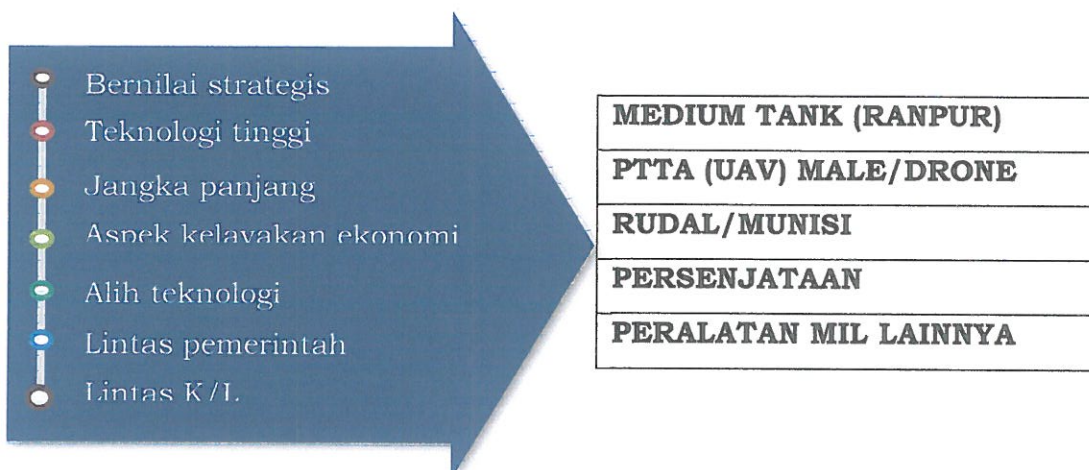 Bernilai strategis
Teknologi tinggi
Jangka panjang
Aspek kelayakan ekonomi
Alih teknologi
Lintas pemerintah
Lintas K/L
MEDIUM TANK (RANPUR)
PTTA (UAV) MALE/DRONE
RUDAL/MUNISI
PERSENJATAAN
PERALATAN MIL LAINNYA